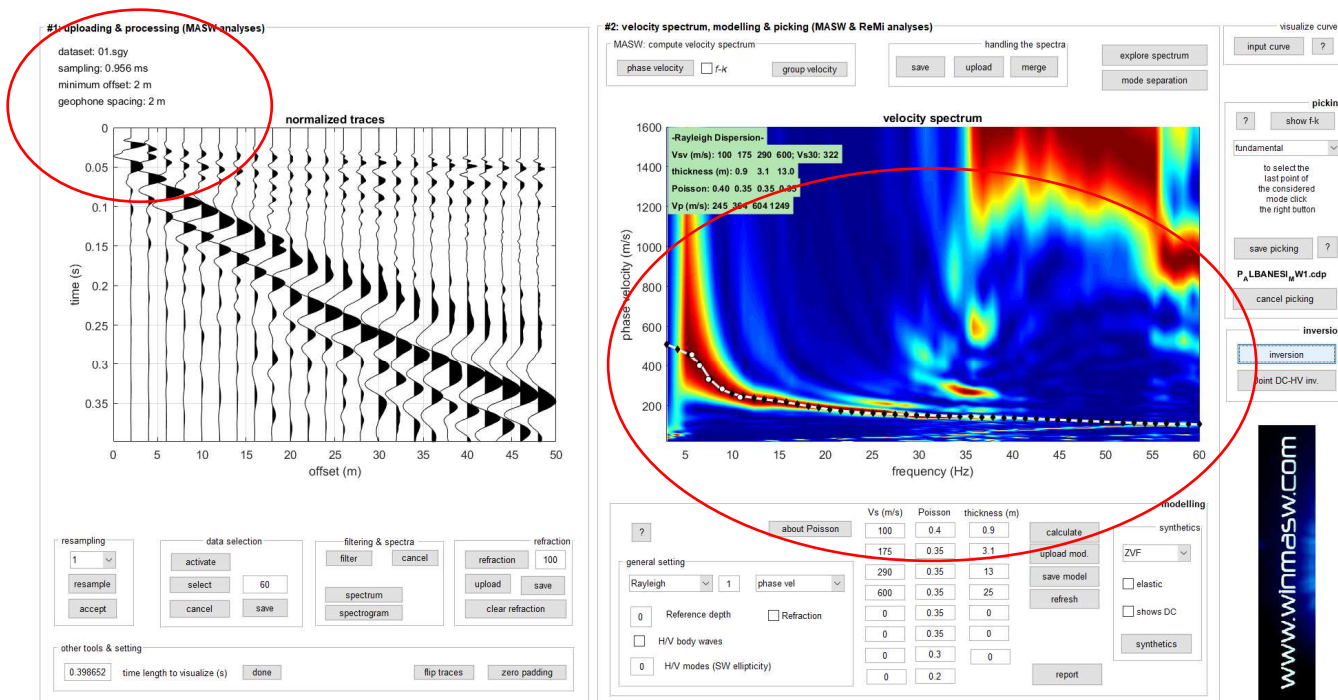 #1: uploading & processing (MASW analyses)
dataset: 01.sgy
sampling: 0.956 ms
minimum offset: 2 m
geophone spacing: 2 m
normalized traces
0
0.05
0.1
0.15
0.2
0.25
0.3
0.35
time (s)
0 5 10 15 20 25 30 35 40 45 50
offset (m)
resampling
1
resample
accept
data selection
activate
select 60
cancel save
filtering & spectra
filter cancel
spectrum
spectrogram
refraction
refraction 100
upload save
clear refraction
other tools & setting
0.398652 time length to visualize (s) done flip traces zero padding
#2: velocity spectrum, modelling & picking (MASW & ReMi analyses)
MASW: compute velocity spectrum
phase velocity f-k group velocity
handling the spectra
save upload merge
explore spectrum
mode separation
velocity spectrum
-Rayleigh Dispersion-
Vsv (m/s): 100 175 290 600; Vs30: 322
thickness (m): 0.9 3.1 13.0
Poisson: 0.40 0.35 0.35 0.35
Vp (m/s): 245 364 604 1249
1600
1400
1200
1000
800
600
400
200
phase velocity (m/s)
5 10 15 20 25 30 35 40 45 50 55 60
frequency (Hz)
modelling
? about Poisson
general setting
Rayleigh 1 phase vel
0 Reference depth Refraction
H/V body waves
0 H/V modes (SW ellipticity)
Vs (m/s) Poisson thickness (m)
100 0.4 0.9
175 0.35 3.1
290 0.35 13
600 0.35 25
0 0.35 0
0 0.35 0
0 0.3 0
0 0.2
calculate
upload mod.
save model
refresh
report
synthetics
ZVF
elastic
shows DC
synthetics
visualize curve
input curve ?
pickin
? show f-k
fundamental
to select the
last point of
the considered
mode click
the right button
save picking ?
P_ALBANESI_MW1.cdp
cancel picking
inversio
inversion
Joint DC-HV inv.
www.winmasw.com